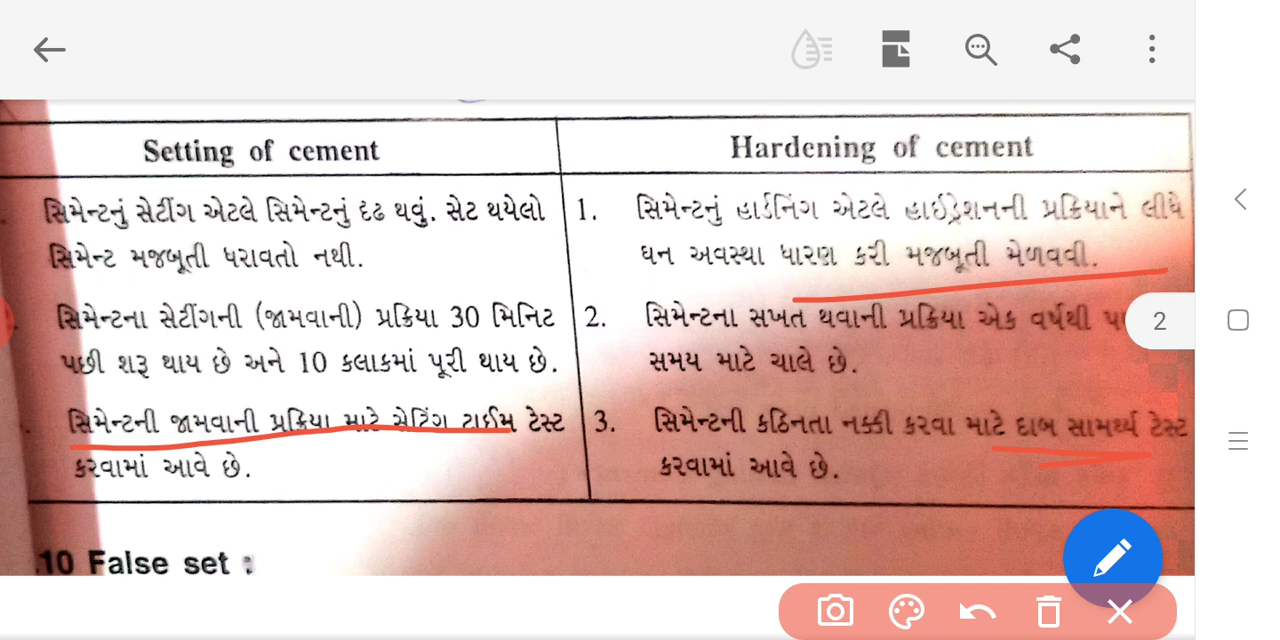 Setting of cement
Hardening of cement
સિમેન્ટનું સેટીંગ એટલે સિમેન્ટનું દૃઢ થવું. સેટ થયેલો
સિમેન્ટ મજબૂતી ધરાવતો નથી.
1. સિમેન્ટનું હાર્ડનિંગ એટલે હાઈડ્રેશનની પ્રક્રિયાને લીધે
ઘન અવસ્થા ધારણ કરી મજબૂતી મેળવવી.
સિમેન્ટના સેટીંગની (જામવાની) પ્રક્રિયા 30 મિનિટ
પછી શરૂ થાય છે અને 10 કલાકમાં પૂરી થાય છે.
2. સિમેન્ટના સખત થવાની પ્રક્રિયા એક વર્ષથી
સમય માટે ચાલે છે.
2
સિમેન્ટની જામવાની પ્રક્રિયા માટે સેટિંગ ટાઈમ ટેસ્ટ
કરવામાં આવે છે.
3. સિમેન્ટની કઠિનતા નક્કી કરવા માટે દાબ સામર્થ્ય ટેસ્ટ
કરવામાં આવે છે.
.10 False set :